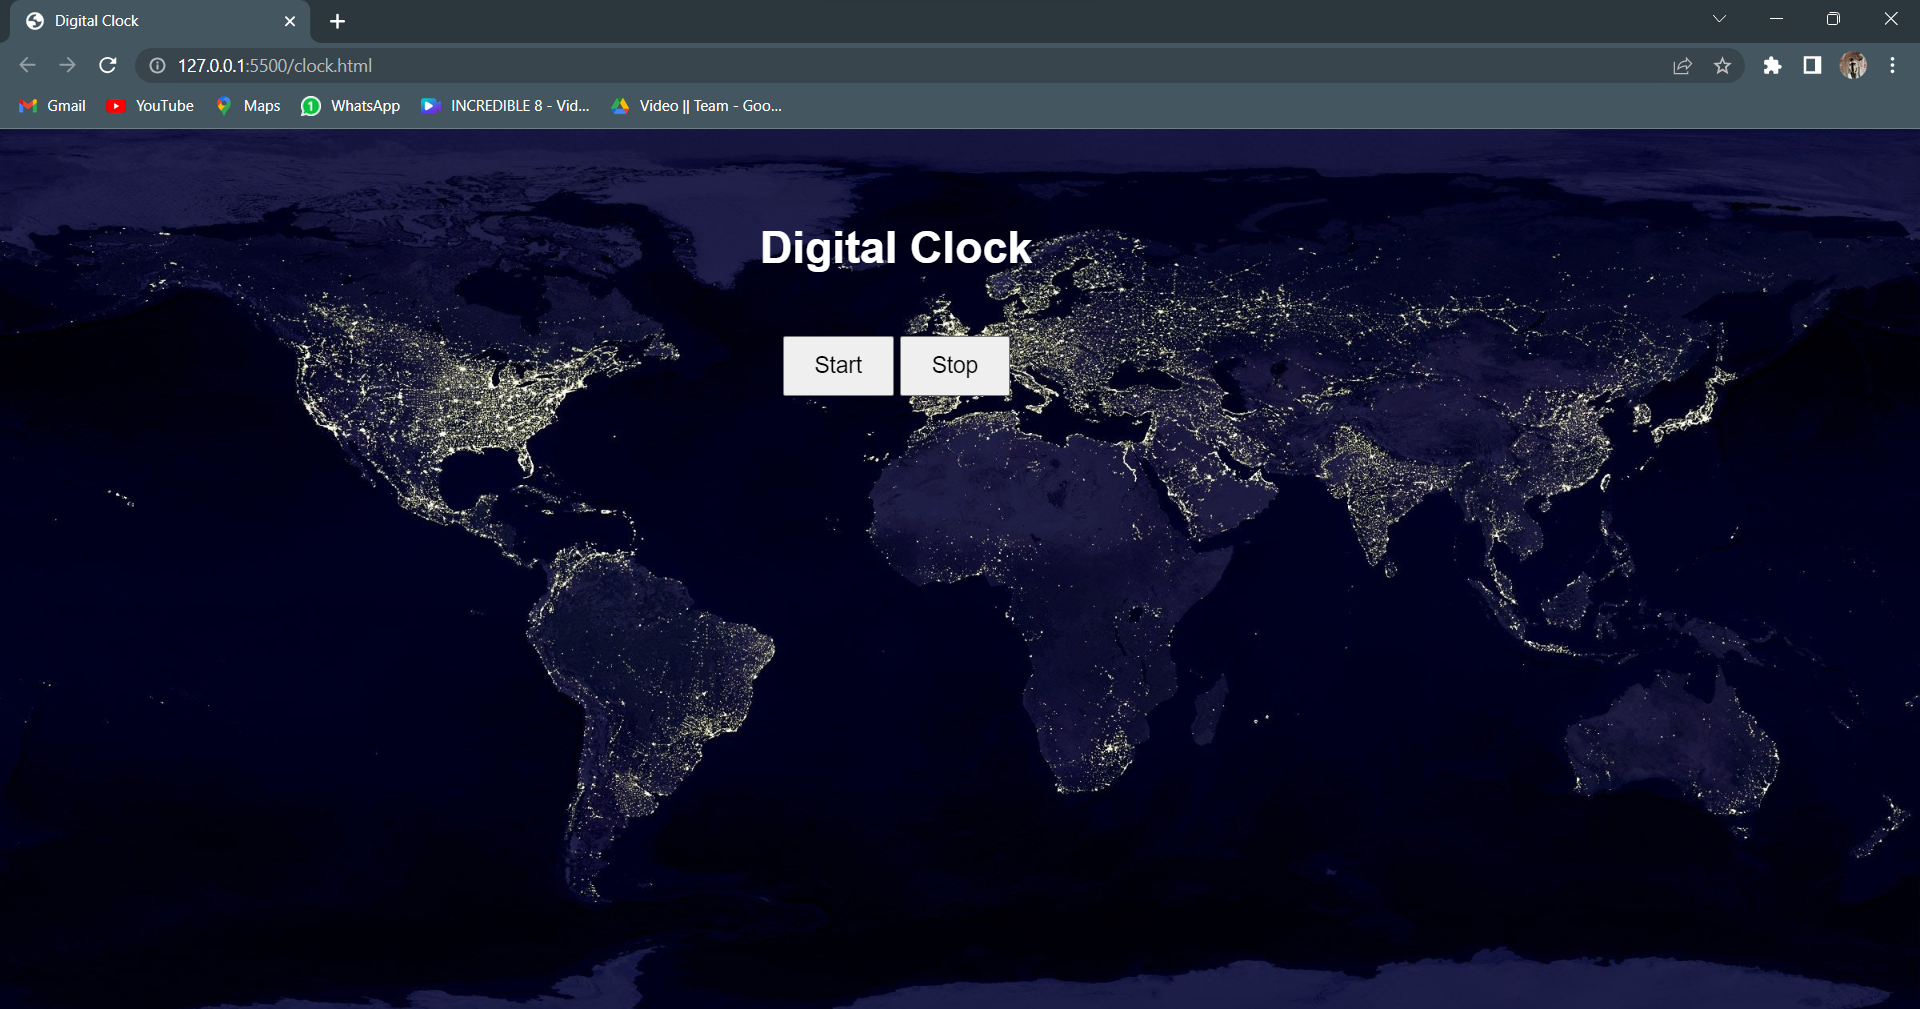 Digital Clock
127.0.0.1:5500/clock.html
Gmail YouTube Maps 1 WhatsApp INCREDIBLE 8 - Vid... Video || Team - Goo...
Digital Clock
Start Stop